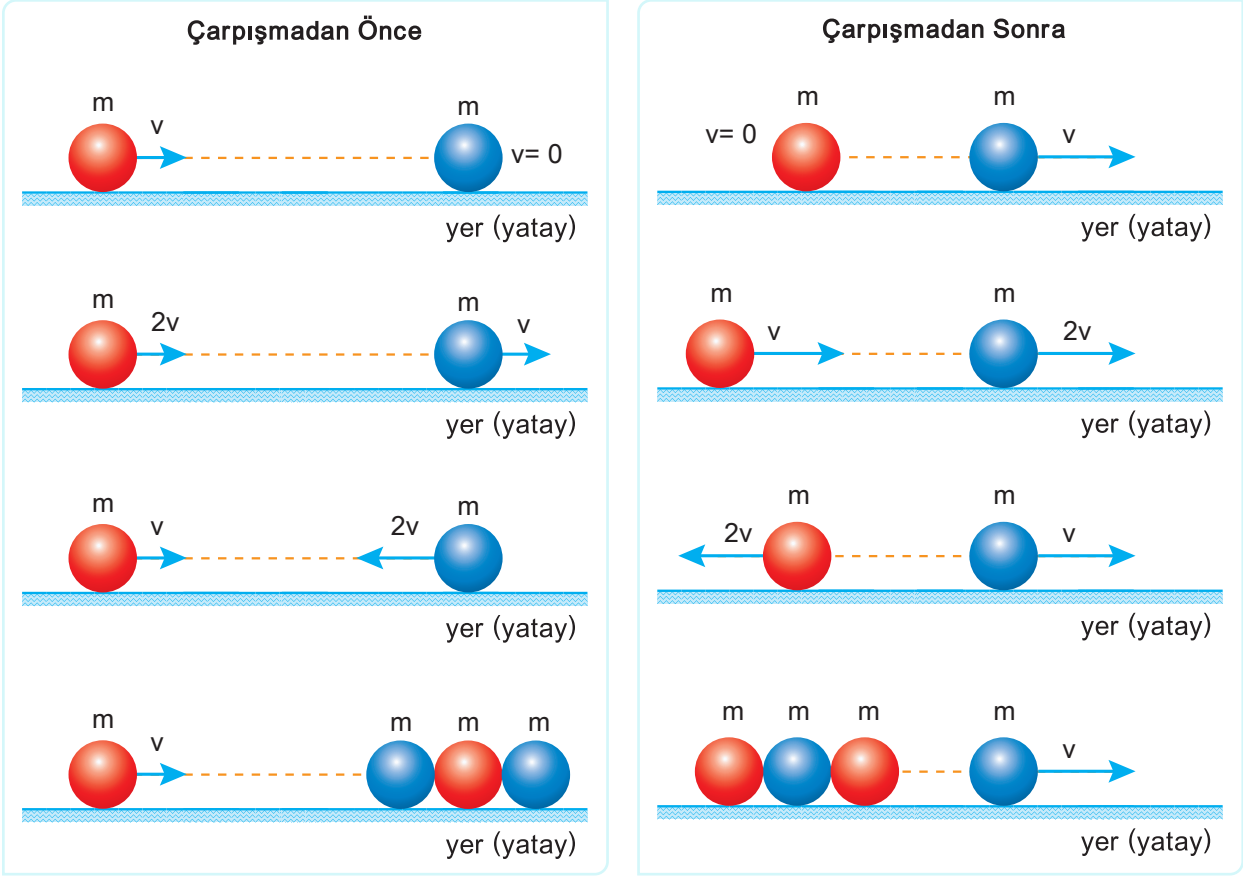 Çarpışmadan Önce
m
m
v
v= 0
yer (yatay)
m
m
2v
v
yer (yatay)
m
m
v
2v
yer (yatay)
m
m
m
m
v
yer (yatay)
Çarpışmadan Sonra
m
m
v= 0
v
yer (yatay)
m
m
v
2v
yer (yatay)
m
m
2v
v
yer (yatay)
m
m
m
m
v
yer (yatay)